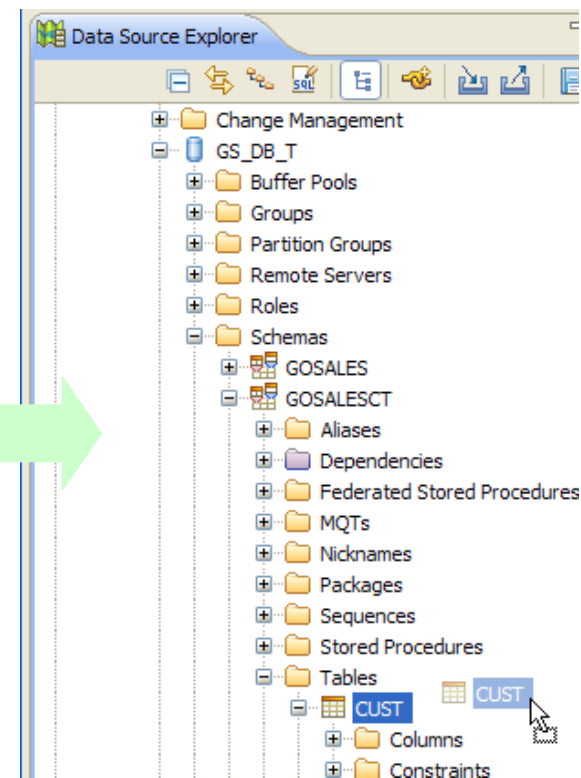 Data Source Explorer
SQL
Change Management
GS_DB_T
Buffer Pools
Groups
Partition Groups
Remote Servers
Roles
Schemas
GOSALES
GOSALESCT
Aliases
Dependencies
Federated Stored Procedures
MQTs
Nicknames
Packages
Sequences
Stored Procedures
Tables
CUST CUST
Columns
Constraints